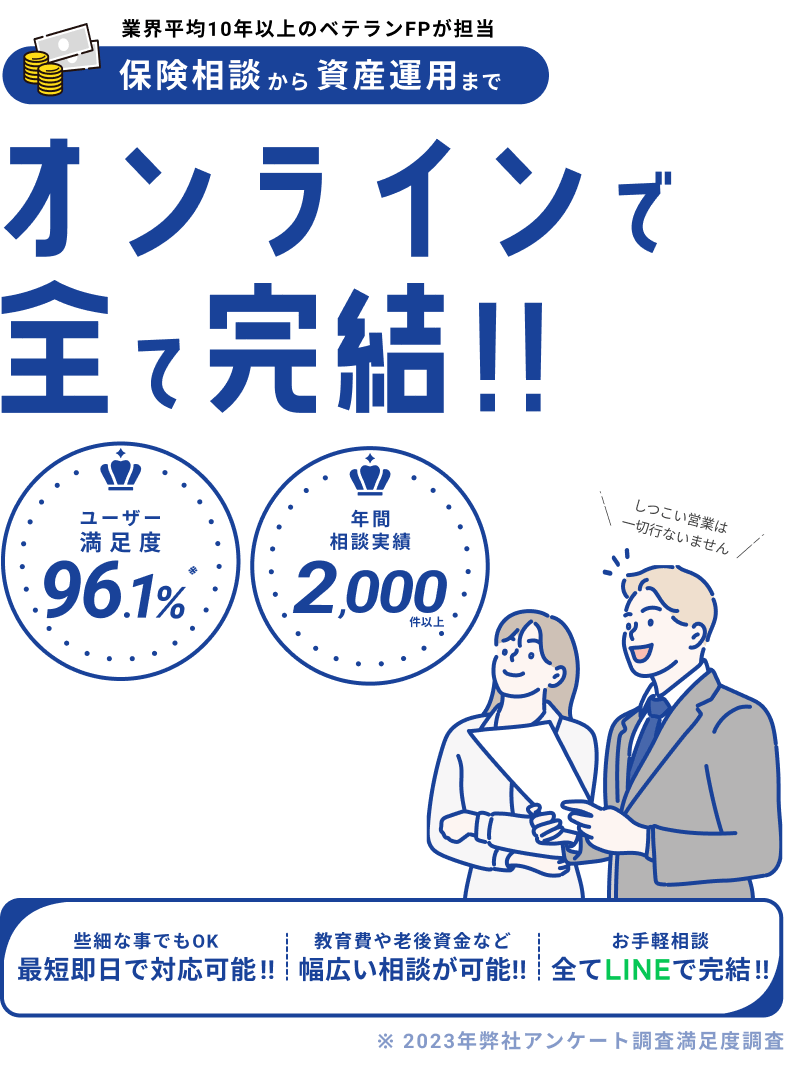 業界平均10年以上のベテランFPが担当
保険相談から資産運用まで
オンラインで
全て完結!!
ユーザー
満足度
96.1%※
年間
相談実績
2,000
件以上
しつこい営業は
一切行ないません
些細な事でもOK
最短即日で対応可能!!
教育費や老後資金など
幅広い相談が可能!!
お手軽相談
全てLINEで完結!!
※ 2023年弊社アンケート調査満足度調査